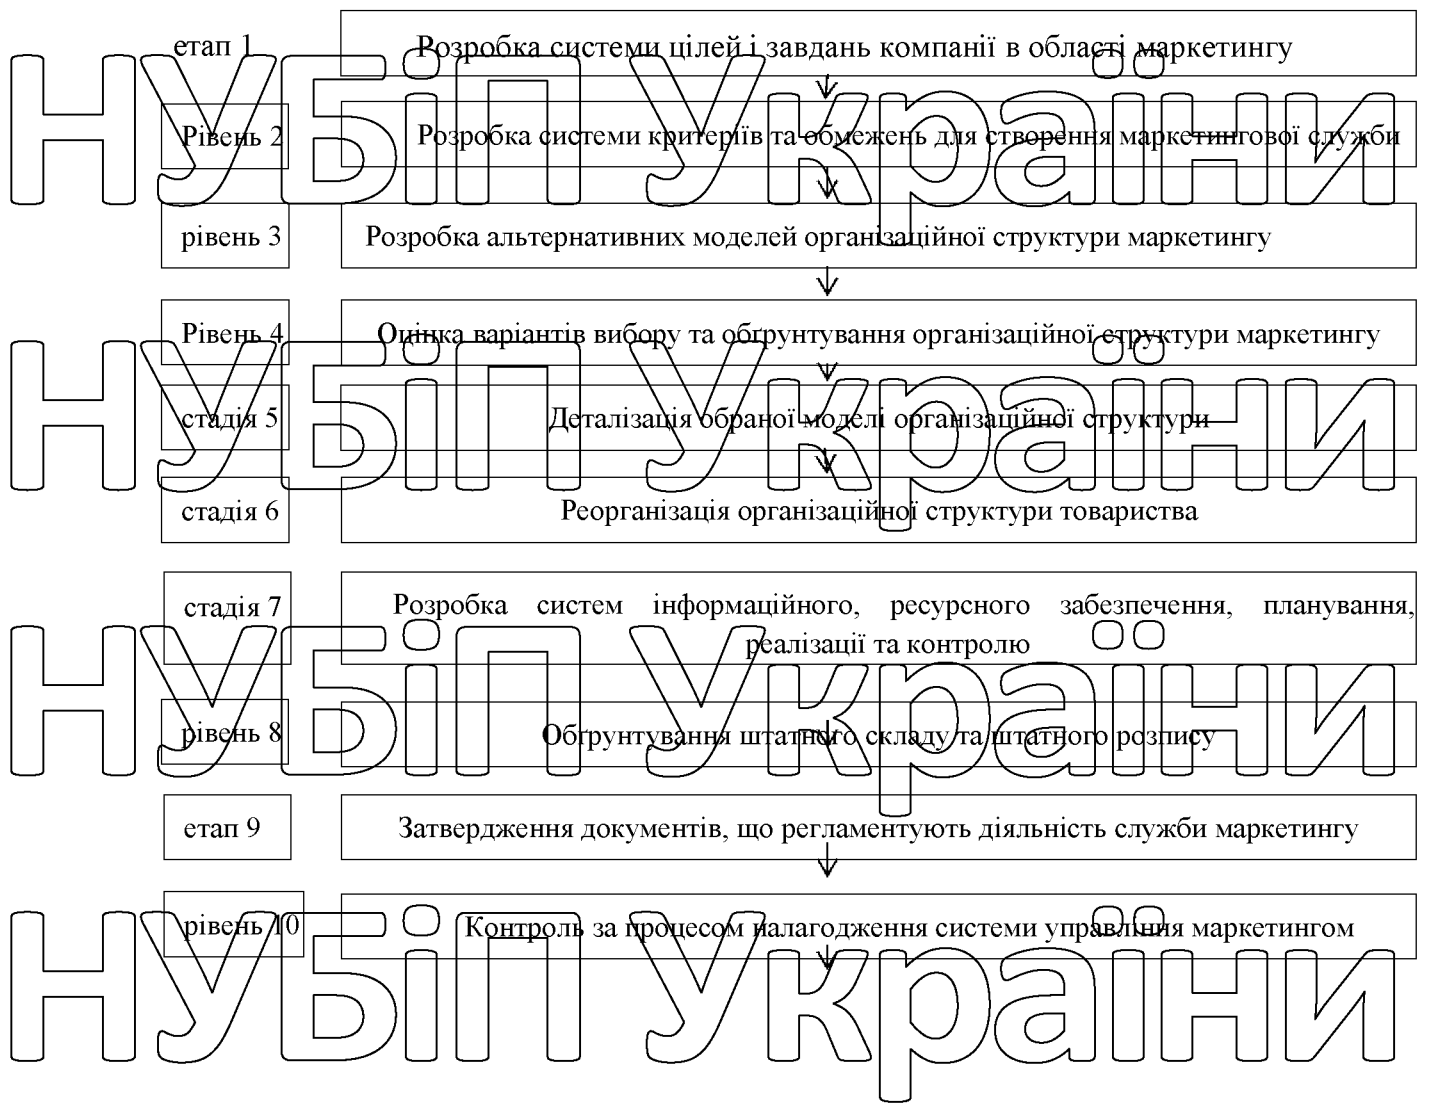 етап 1 Розробка системи цілей і завдань компанії в області маркетингу
НУБіП України
Рівень 2 Розробка системи критеріїв та обмежень для створення маркетингової служби
рівень 3 Розробка альтернативних моделей організаційної структури маркетингу
Рівень 4 Оцінка варіантів вибору та обґрунтування організаційної структури маркетингу
НУБіП України
стадія 5 Деталізація обраної моделі організаційної структури
стадія 6 Реорганізація організаційної структури товариства
стадія 7 Розробка систем інформаційного, ресурсного забезпечення, планування,
реалізації та контролю
НУБіП України
рівень 8 Обґрунтування штатного складу та штатного розпису
етап 9 Затвердження документів, що регламентують діяльність служби маркетингу
рівень 10 Контроль за процесом налагодження системи управління маркетингом
НУБіП України